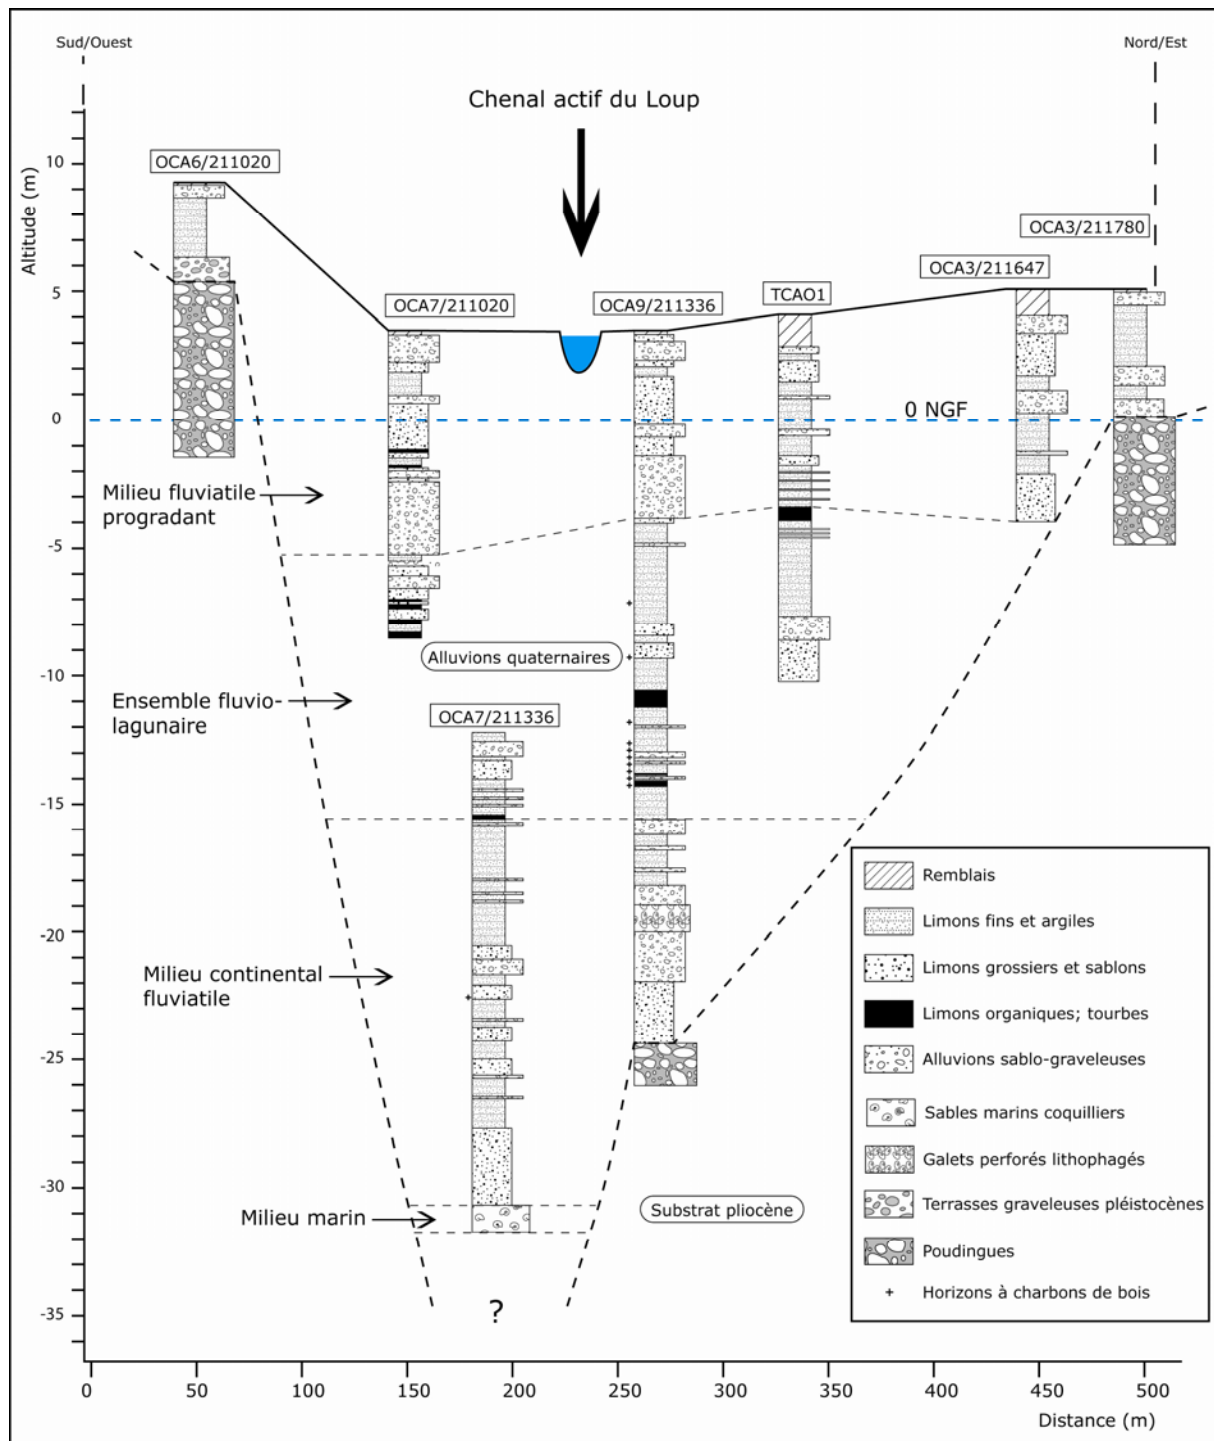 Sud/Ouest
Nord/Est
Chenal actif du Loup
OCA6/211020
OCA3/211780
OCA3/211647
OCA7/211020
OCA9/211336
TCAO1
Altitude (m)
10
5
0
-5
-10
-15
-20
-25
-30
-35
0 NGF
Milieu fluviatile
progradant
Alluvions quaternaires
Ensemble fluvio-
lagunaire
OCA7/211336
Milieu continental
fluviatile
Milieu marin
Substrat pliocène
?
Remblais
Limons fins et argiles
Limons grossiers et sablons
Limons organiques; tourbes
Alluvions sablo-graveleuses
Sables marins coquilliers
Galets perforés lithophagés
Terrasses graveleuses pléistocènes
Poudingues
+ Horizons à charbons de bois
0 50 100 150 200 250 300 350 400 450 500
Distance (m)